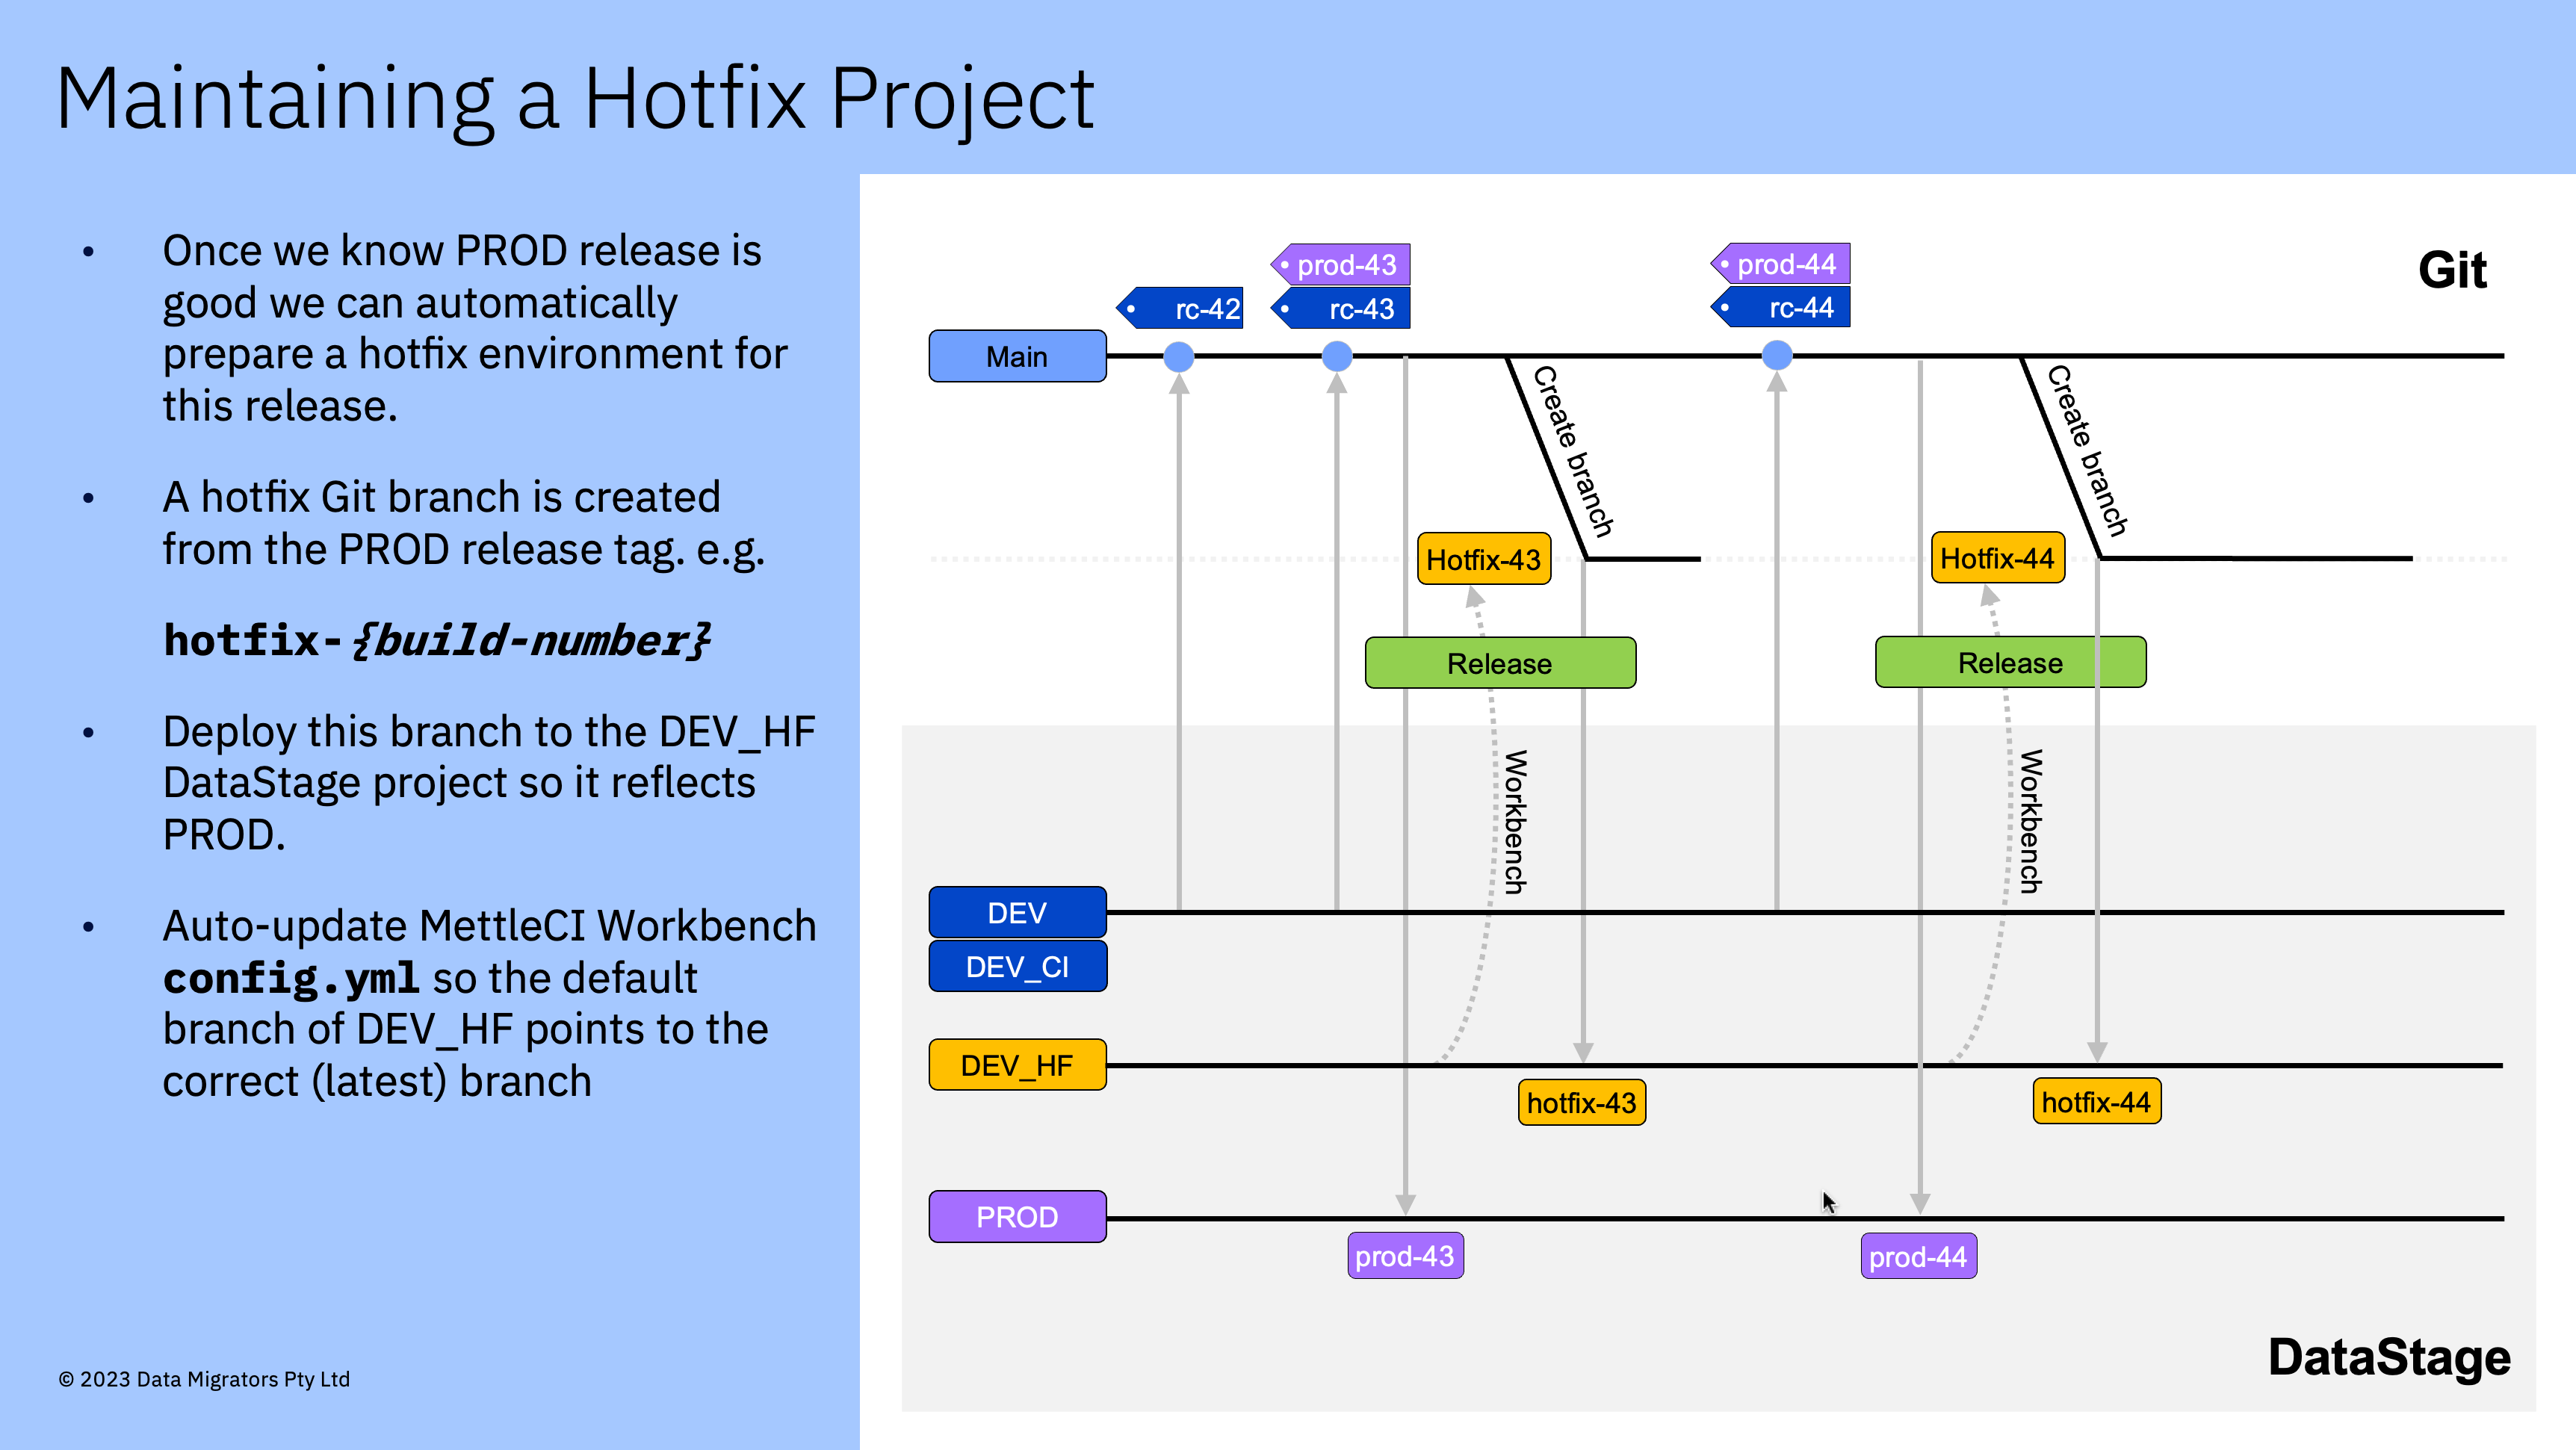 Maintaining a Hotfix Project
• Once we know PROD release is
good we can automatically
prepare a hotfix environment for
this release.
• A hotfix Git branch is created
from the PROD release tag. e.g.
hotfix-{build-number}
• Deploy this branch to the DEV_HF
DataStage project so it reflects
PROD.
• Auto-update MettleCI Workbench
config.yml so the default
branch of DEV_HF points to the
correct (latest) branch
© 2023 Data Migrators Pty Ltd
Git
prod-43
prod-44
rc-42
rc-43
rc-44
Main
Create branch
Create branch
Hotfix-43
Hotfix-44
Release
Release
Workbench
Workbench
DEV
DEV_CI
DEV_HF
hotfix-43
hotfix-44
PROD
prod-43
prod-44
DataStage